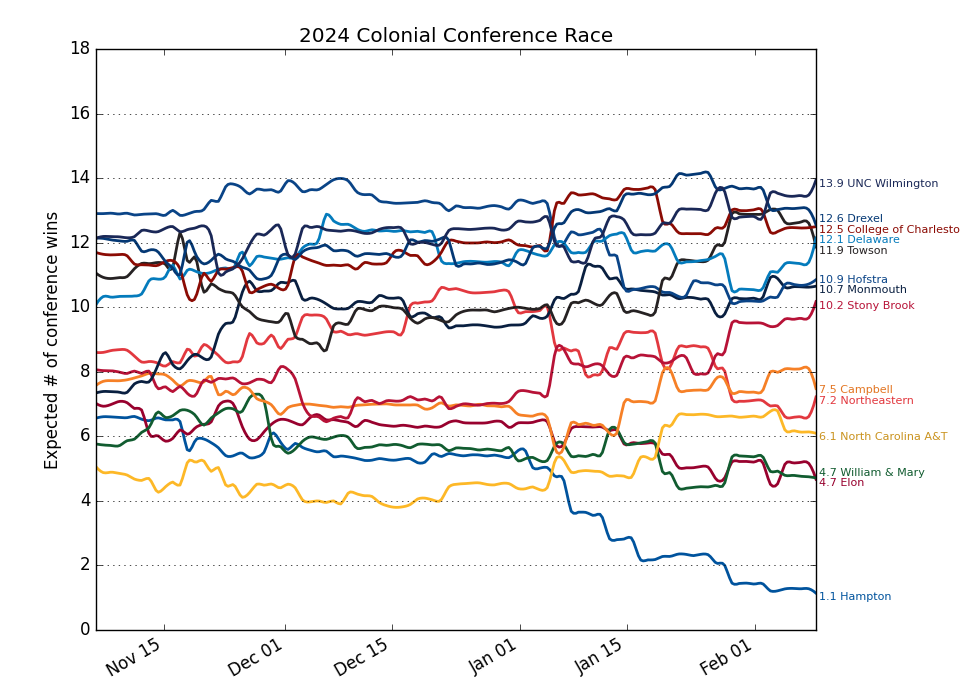 2024 Colonial Conference Race
Expected # of conference wins
18
16
14
12
10
8
6
4
2
0
Nov 15
Dec 01
Dec 15
Jan 01
Jan 15
Feb 01
13.9 UNC Wilmington
12.6 Drexel
12.5 College of Charlesto
12.1 Delaware
11.9 Towson
10.9 Hofstra
10.7 Monmouth
10.2 Stony Brook
7.5 Campbell
7.2 Northeastern
6.1 North Carolina A&T
4.7 William & Mary
4.7 Elon
1.1 Hampton